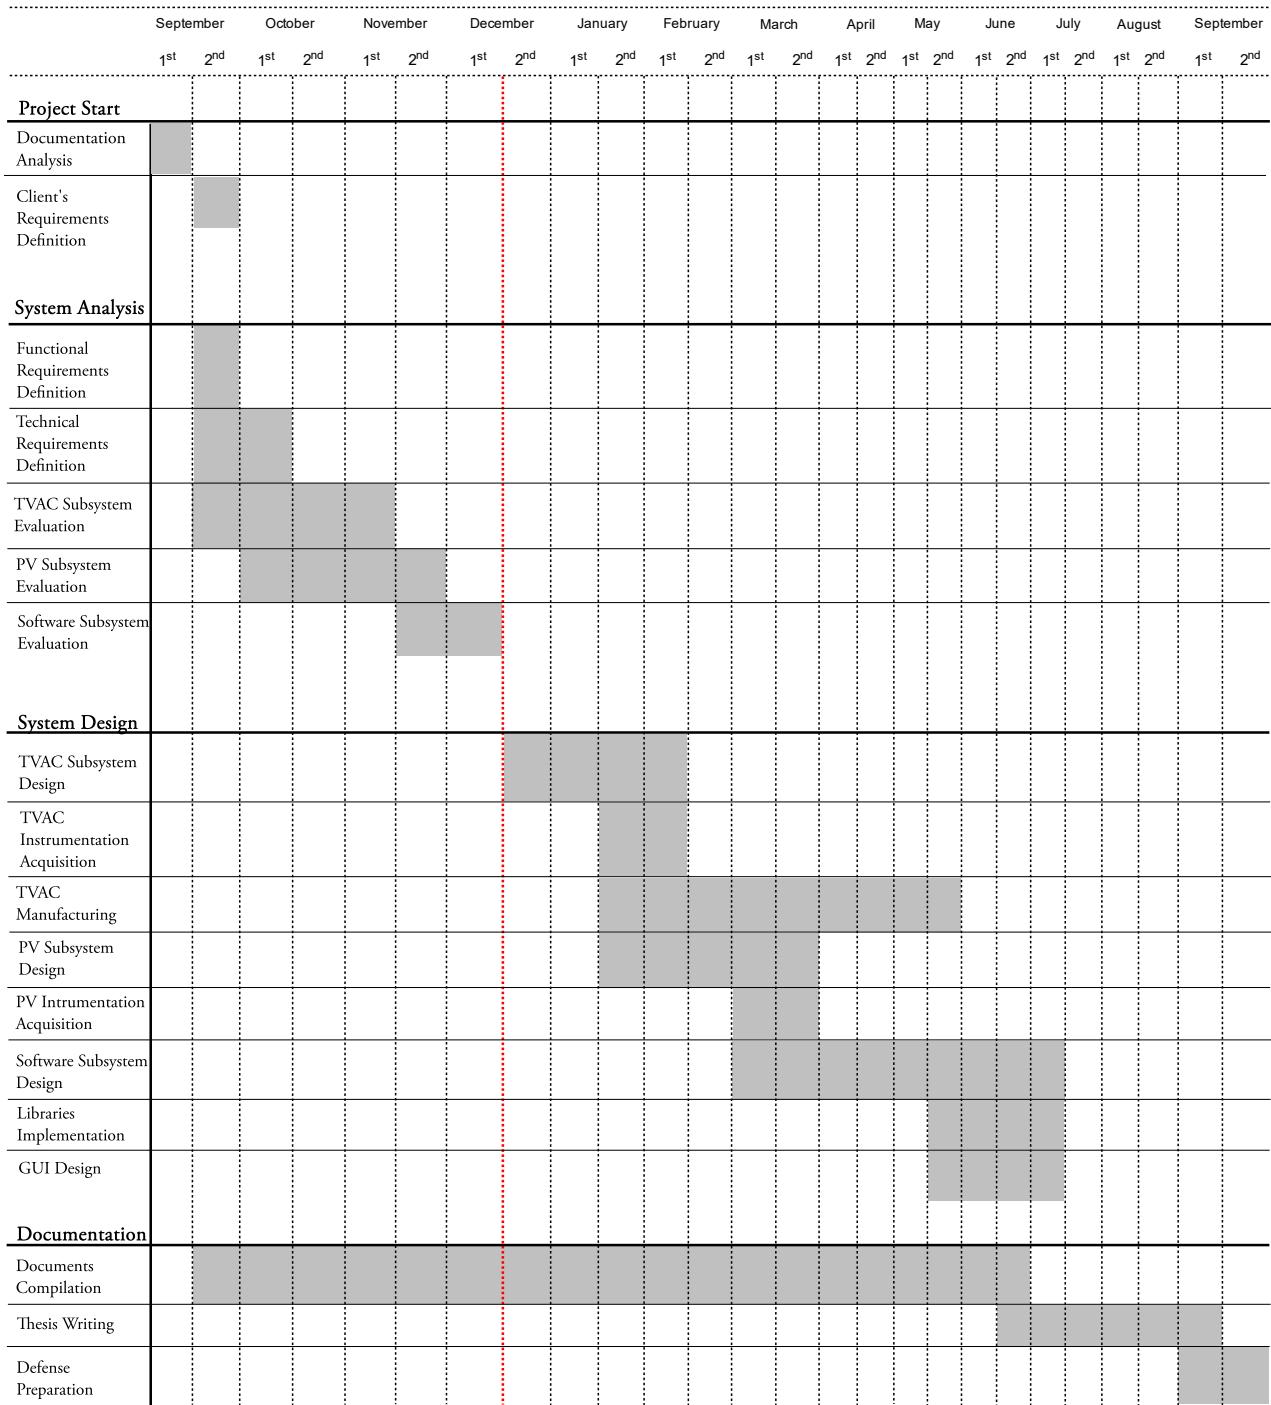 September October November December January February March April May June July August September
1st 2nd 1st 2nd 1st 2nd 1st 2nd 1st 2nd 1st 2nd 1st 2nd 1st 2nd 1st 2nd 1st 2nd 1st 2nd 1st 2nd 1st 2nd
Project Start
Documentation
Analysis
Client's
Requirements
Definition
System Analysis
Functional
Requirements
Definition
Technical
Requirements
Definition
TVAC Subsystem
Evaluation
PV Subsystem
Evaluation
Software Subsystem
Evaluation
System Design
TVAC Subsystem
Design
TVAC
Instrumentation
Acquisition
TVAC
Manufacturing
PV Subsystem
Design
PV Intrumentation
Acquisition
Software Subsystem
Design
Libraries
Implementation
GUI Design
Documentation
Documents
Compilation
Thesis Writing
Defense
Preparation